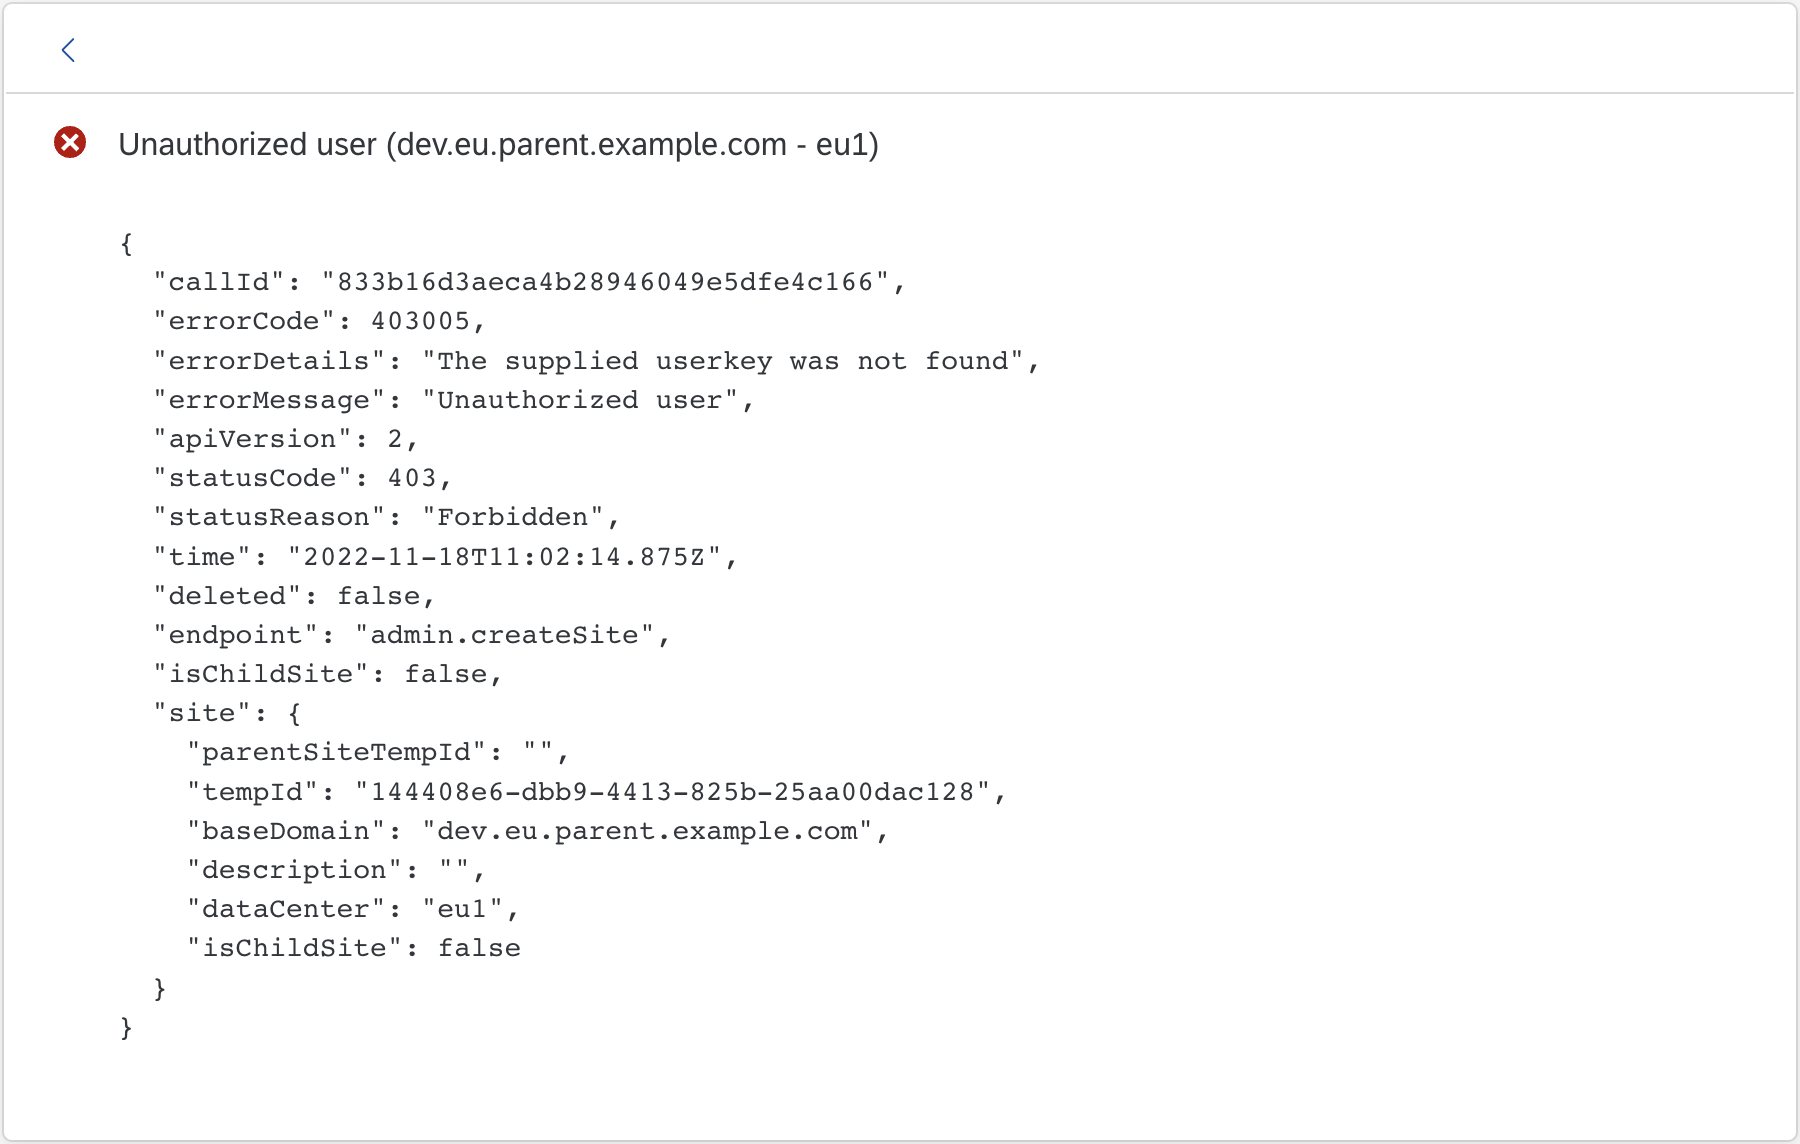 Unauthorized user (dev.eu.parent.example.com - eu1)
{
  "callId": "833b16d3aeca4b28946049e5dfe4c166",
  "errorCode": 403005,
  "errorDetails": "The supplied userkey was not found",
  "errorMessage": "Unauthorized user",
  "apiVersion": 2,
  "statusCode": 403,
  "statusReason": "Forbidden",
  "time": "2022-11-18T11:02:14.875Z",
  "deleted": false,
  "endpoint": "admin.createSite",
  "isChildSite": false,
  "site": {
    "parentSiteTempId": "",
    "tempId": "144408e6-dbb9-4413-825b-25aa00dac128",
    "baseDomain": "dev.eu.parent.example.com",
    "description": "",
    "dataCenter": "eu1",
    "isChildSite": false
  }
}